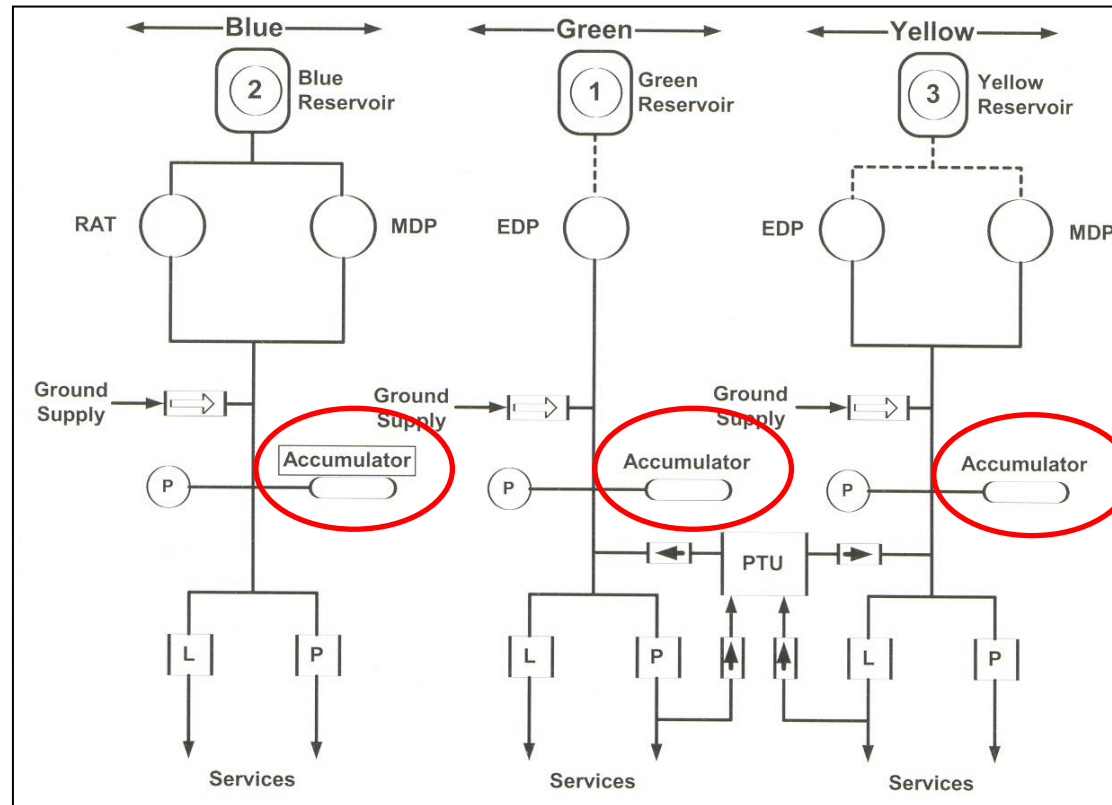 Blue
Green
Yellow
2
Blue
Reservoir
1
Green
Reservoir
3
Yellow
Reservoir
RAT
MDP
EDP
EDP
MDP
Ground
Supply
Ground
Supply
Ground
Supply
Accumulator
Accumulator
Accumulator
P
P
P
PTU
L
P
L
P
L
P
Services
Services
Services